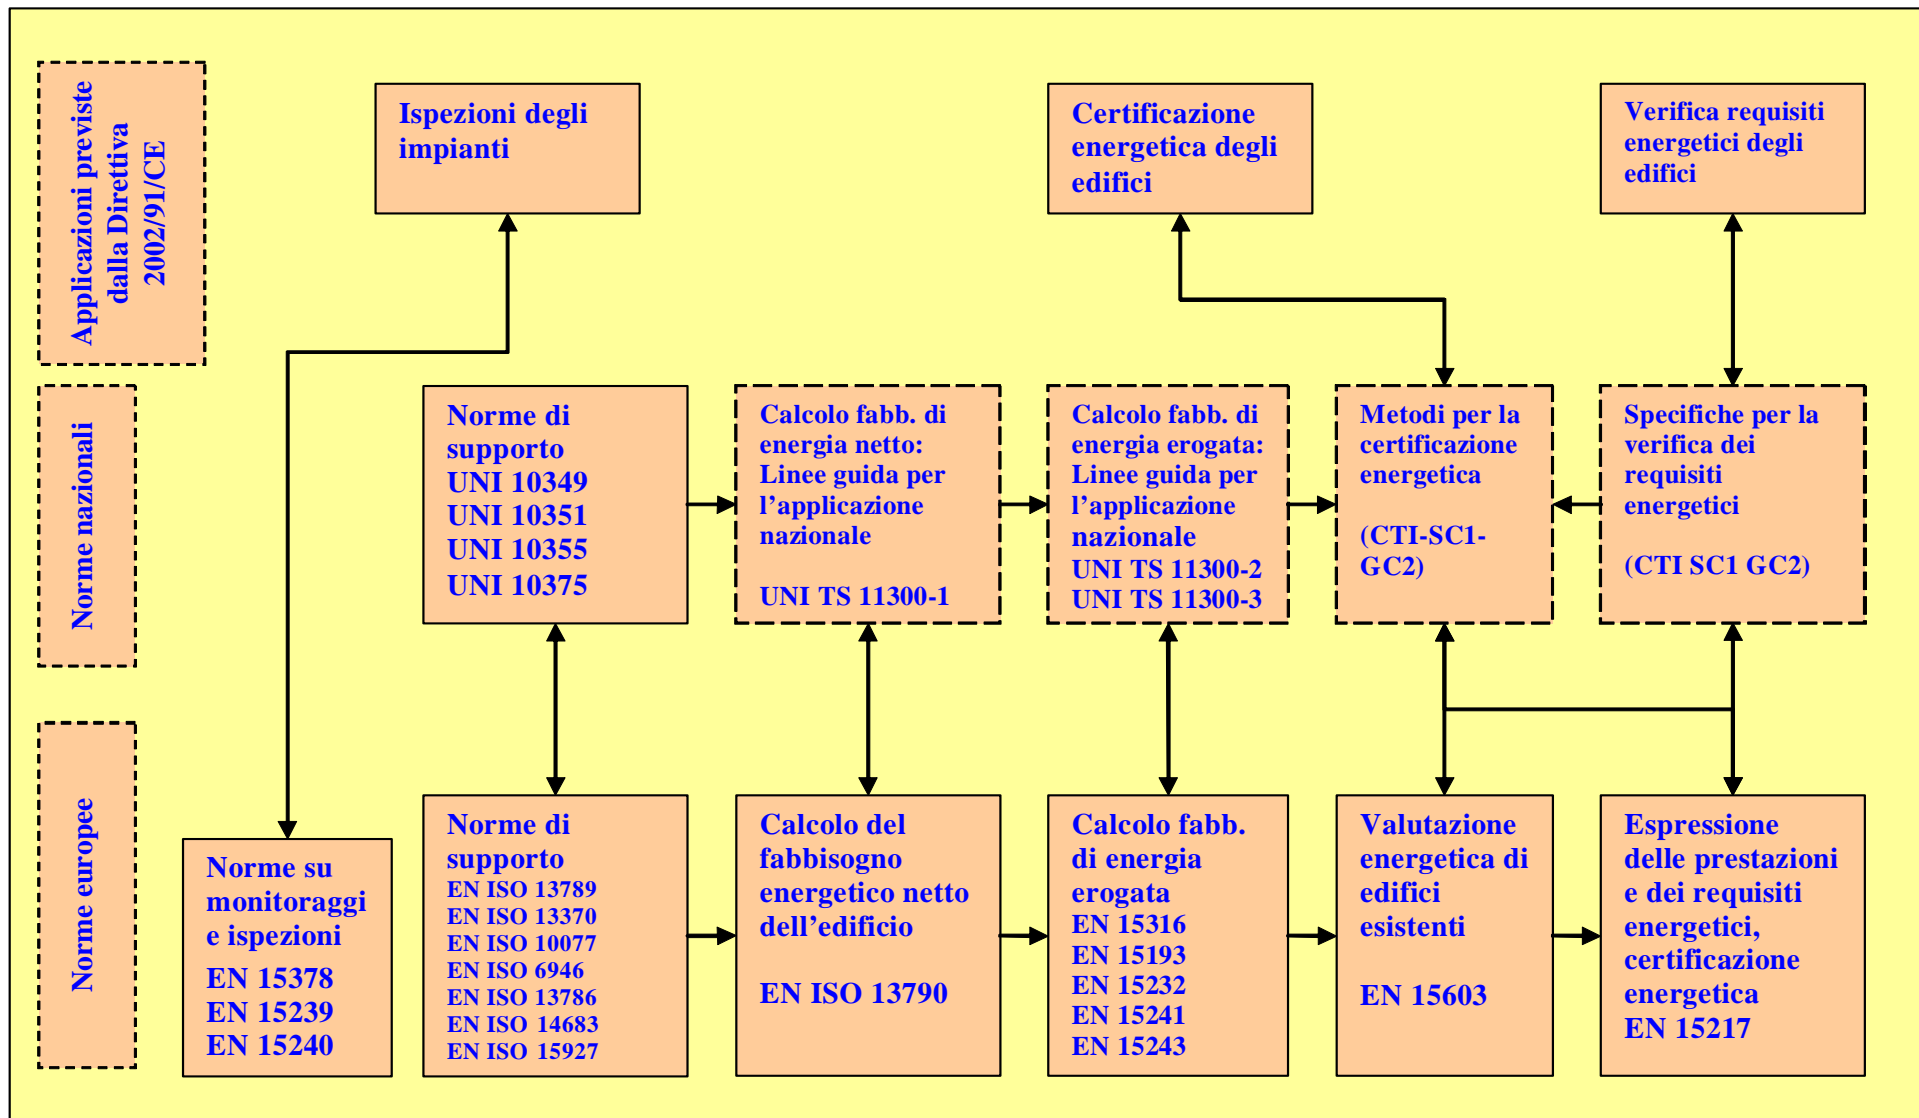 Applicazioni previste
dalla Direttiva
2002/91/CE
Ispezioni degli
impianti
Certificazione
energetica degli
edifici
Verifica requisiti
energetici degli
edifici
Norme nazionali
Norme di
supporto
UNI 10349
UNI 10351
UNI 10355
UNI 10375
Calcolo fabb. di
energia netto:
Linee guida per
l’applicazione
nazionale
UNI TS 11300-1
Calcolo fabb. di
energia erogata:
Linee guida per
l’applicazione
nazionale
UNI TS 11300-2
UNI TS 11300-3
Metodi per la
certificazione
energetica
(CTI-SC1-
GC2)
Specifiche per la
verifica dei
requisiti
energetici
(CTI SC1 GC2)
Norme europee
Norme su
monitoraggi
e ispezioni
EN 15378
EN 15239
EN 15240
Norme di
supporto
EN ISO 13789
EN ISO 13370
EN ISO 10077
EN ISO 6946
EN ISO 13786
EN ISO 14683
EN ISO 15927
Calcolo del
fabbisogno
energetico netto
dell’edificio
EN ISO 13790
Calcolo fabb.
di energia
erogata
EN 15316
EN 15193
EN 15232
EN 15241
EN 15243
Valutazione
energetica di
edifici
esistenti
EN 15603
Espressione
delle prestazioni
e dei requisiti
energetici,
certificazione
energetica
EN 15217